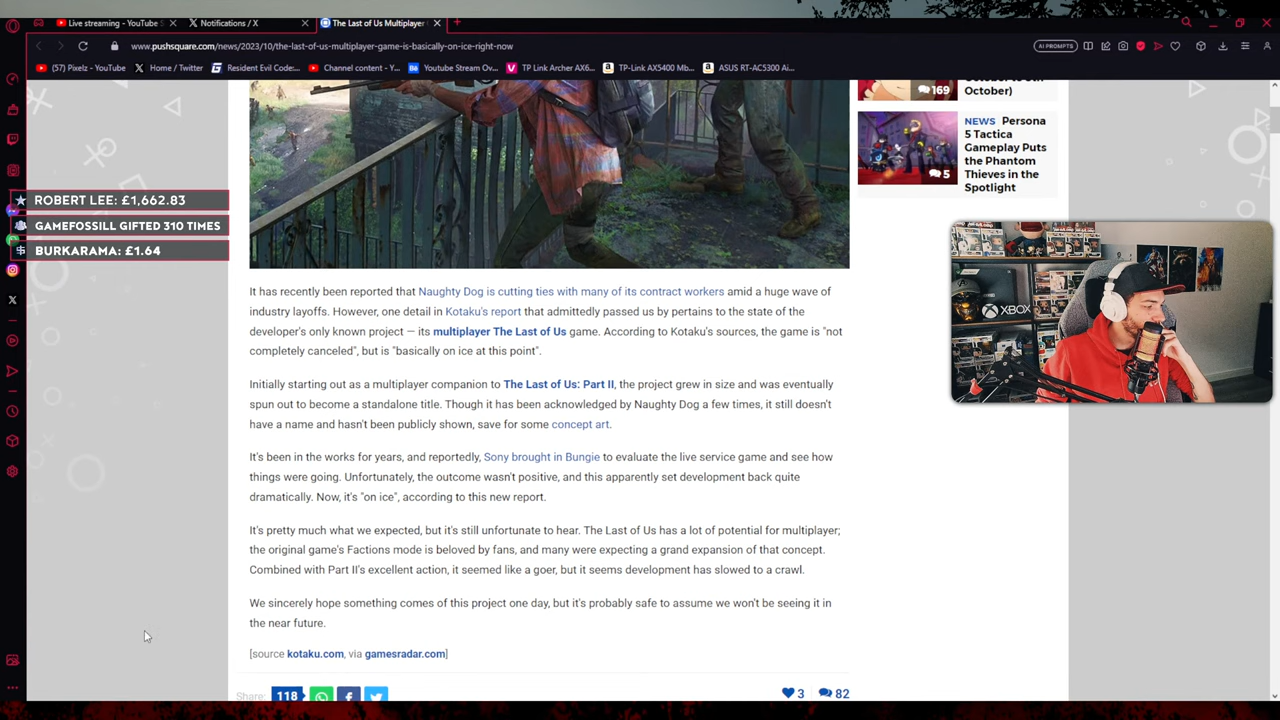 Live streaming - YouTube S
Notifications / X
The Last of Us Multiplayer
www.pushsquare.com/news/2023/10/the-last-of-us-multiplayer-game-is-basically-on-ice-right-now
AI PROMPTS
(57) Pixelz - YouTube
Home / Twitter
Resident Evil Code:...
Channel content - Y...
Youtube Stream Ov...
TP Link Archer AX6...
TP-Link AX5400 Mb...
ASUS RT-AC5300 Ai...
169
October)
NEWS Persona
5 Tactica
Gameplay Puts
the Phantom
Thieves in the
Spotlight
5
ROBERT LEE: £1,662.83
GAMEFOSSILL GIFTED 310 TIMES
BURKARAMA: £1.64
XBOX
It has recently been reported that Naughty Dog is cutting ties with many of its contract workers amid a huge wave of
industry layoffs. However, one detail in Kotaku's report that admittedly passed us by pertains to the state of the
developer's only known project — its multiplayer The Last of Us game. According to Kotaku's sources, the game is "not
completely canceled", but is "basically on ice at this point".
Initially starting out as a multiplayer companion to The Last of Us: Part II, the project grew in size and was eventually
spun out to become a standalone title. Though it has been acknowledged by Naughty Dog a few times, it still doesn't
have a name and hasn't been publicly shown, save for some concept art.
It's been in the works for years, and reportedly, Sony brought in Bungie to evaluate the live service game and see how
things were going. Unfortunately, the outcome wasn't positive, and this apparently set development back quite
dramatically. Now, it's "on ice", according to this new report.
It's pretty much what we expected, but it's still unfortunate to hear. The Last of Us has a lot of potential for multiplayer;
the original game's Factions mode is beloved by fans, and many were expecting a grand expansion of that concept.
Combined with Part II's excellent action, it seemed like a goer, but it seems development has slowed to a crawl.
We sincerely hope something comes of this project one day, but it's probably safe to assume we won't be seeing it in
the near future.
[source kotaku.com, via gamesradar.com]
Share: 118
3 82